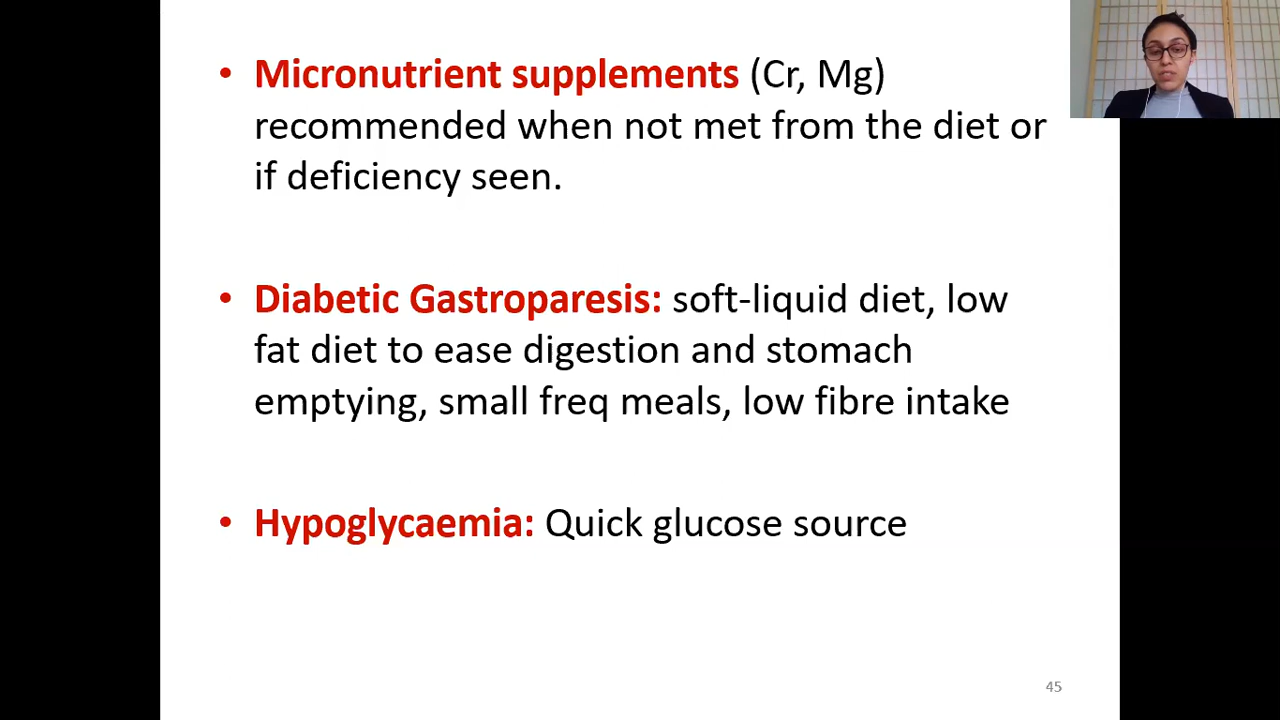 • Micronutrient supplements (Cr, Mg)
recommended when not met from the diet or
if deficiency seen.
• Diabetic Gastroparesis: soft-liquid diet, low
fat diet to ease digestion and stomach
emptying, small freq meals, low fibre intake
• Hypoglycaemia: Quick glucose source
45